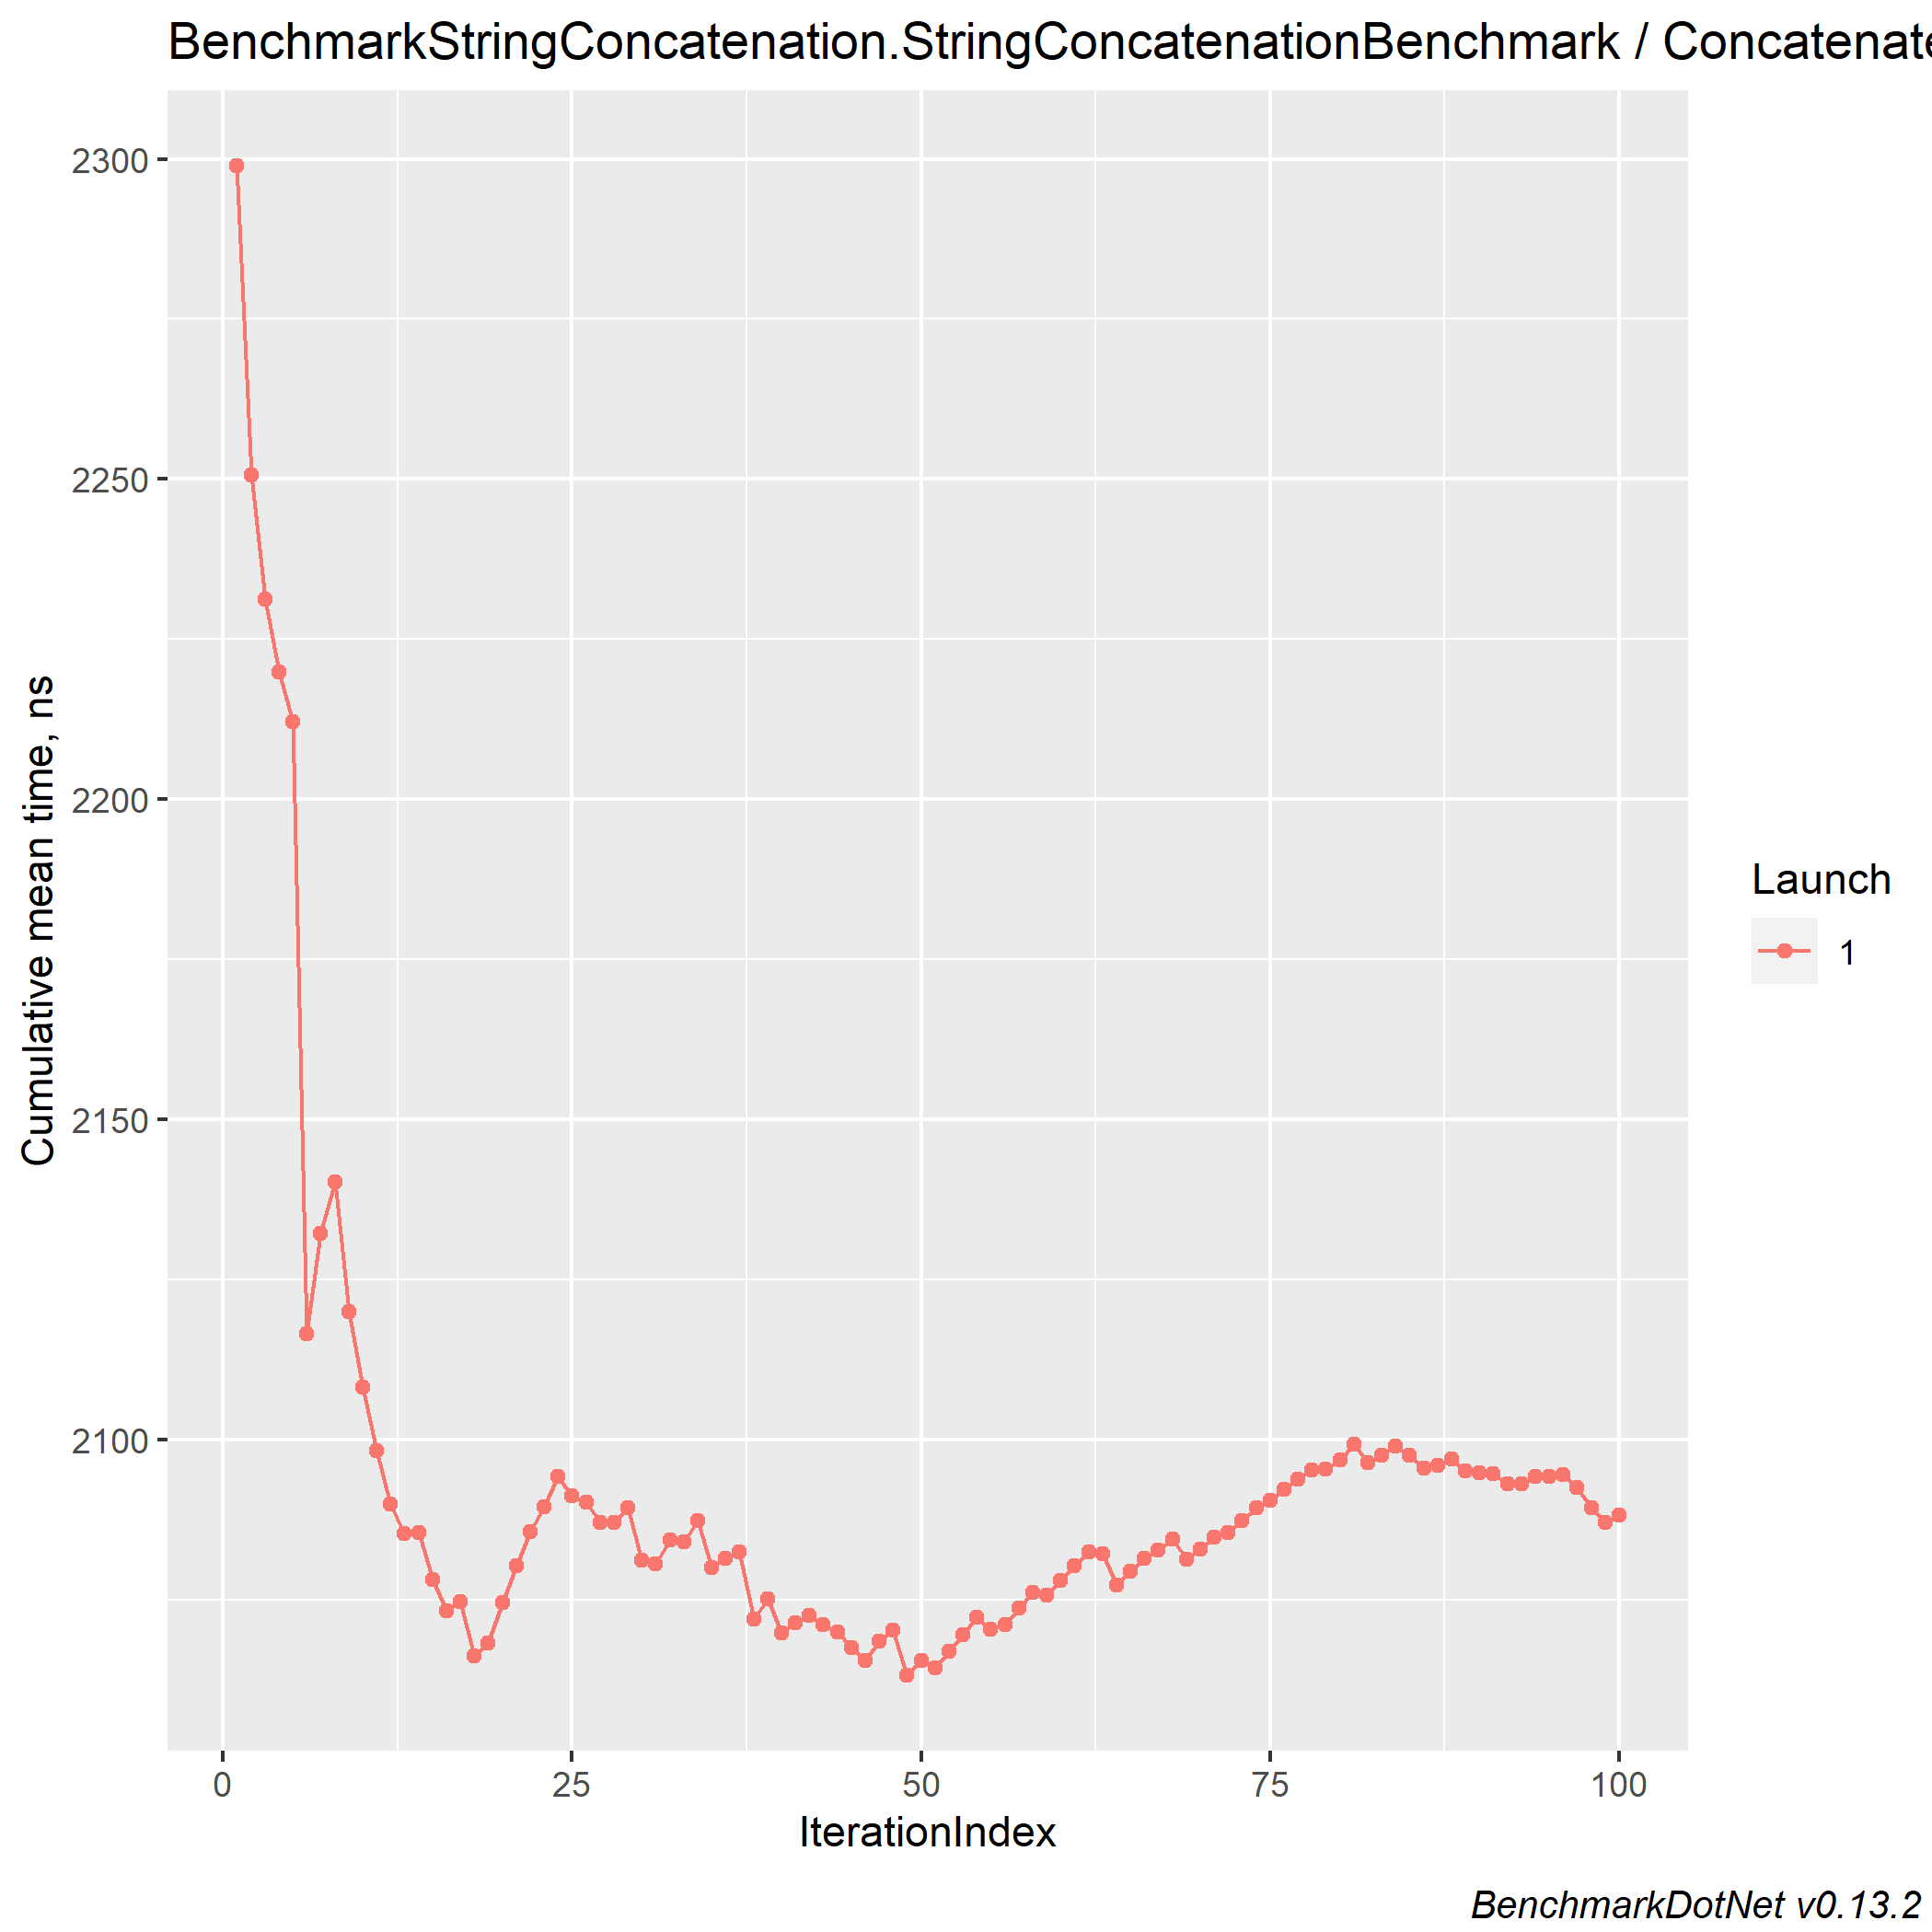 BenchmarkStringConcatenation.StringConcatenationBenchmark / Concatenate
2300
2250
2200
2150
2100
Cumulative mean time, ns
0 25 50 75 100
IterationIndex
Launch
1
BenchmarkDotNet v0.13.2